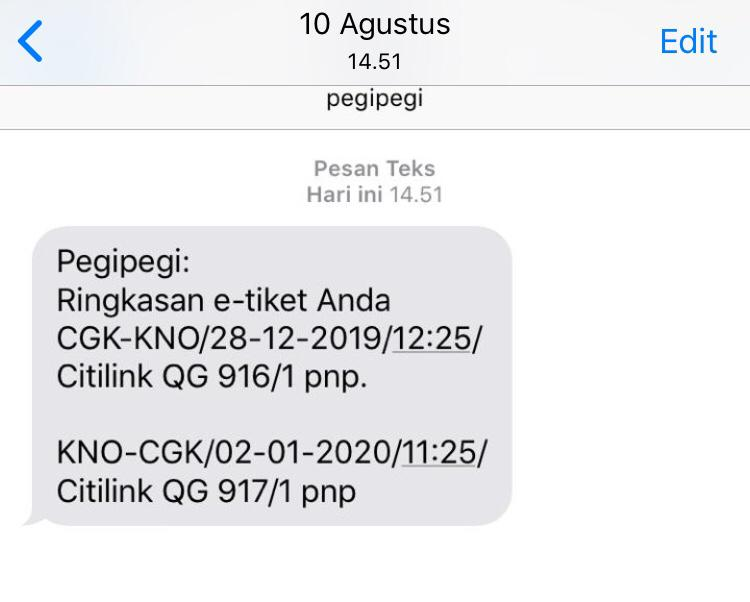 10 Agustus
14.51
Edit
pegipegi
Pesan Teks
Hari ini 14.51
Pegipegi:
Ringkasan e-tiket Anda
CGK-KNO/28-12-2019/12:25/
Citilink QG 916/1 pnp.
KNO-CGK/02-01-2020/11:25/
Citilink QG 917/1 pnp